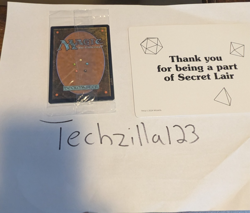 Thank you
for being a part
of Secret Lair
Techzilla123